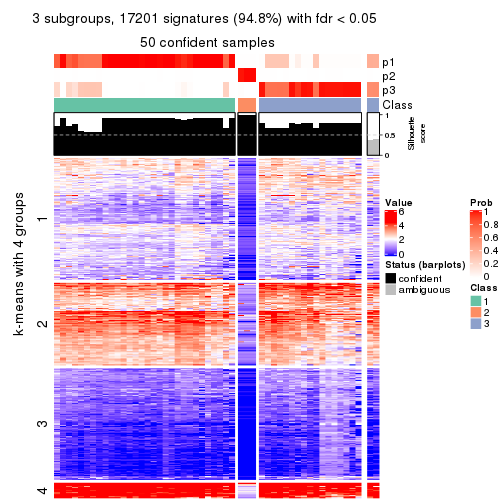 3 subgroups, 17201 signatures (94.8%) with fdr < 0.05
50 confident samples
p1
p2
p3
Class
1
0.5
0
Silhouette
score
k-means with 4 groups
1
2
3
4
Value
6
4
2
0
Status (barplots)
confident
ambiguous
Prob
1
0.8
0.6
0.4
0.2
0
Class
1
2
3